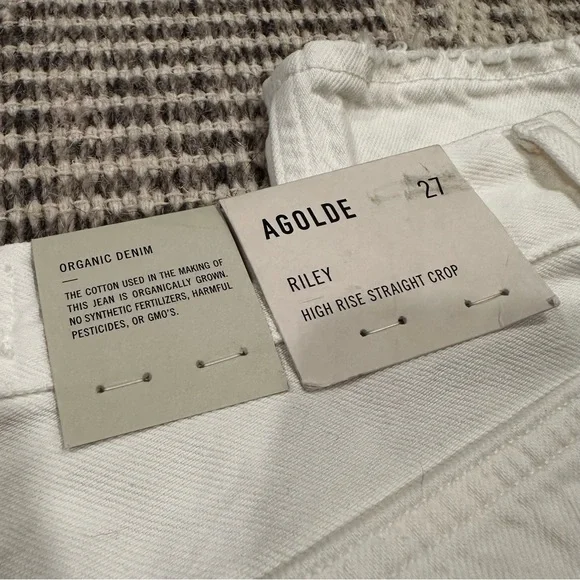 ORGANIC DENIM
THE COTTON USED IN THE MAKING OF
THIS JEAN IS ORGANICALLY GROWN.
NO SYNTHETIC FERTILIZERS, HARMFUL
PESTICIDES, OR GMO'S.
AGOLDE 27
RILEY
HIGH RISE STRAIGHT CROP